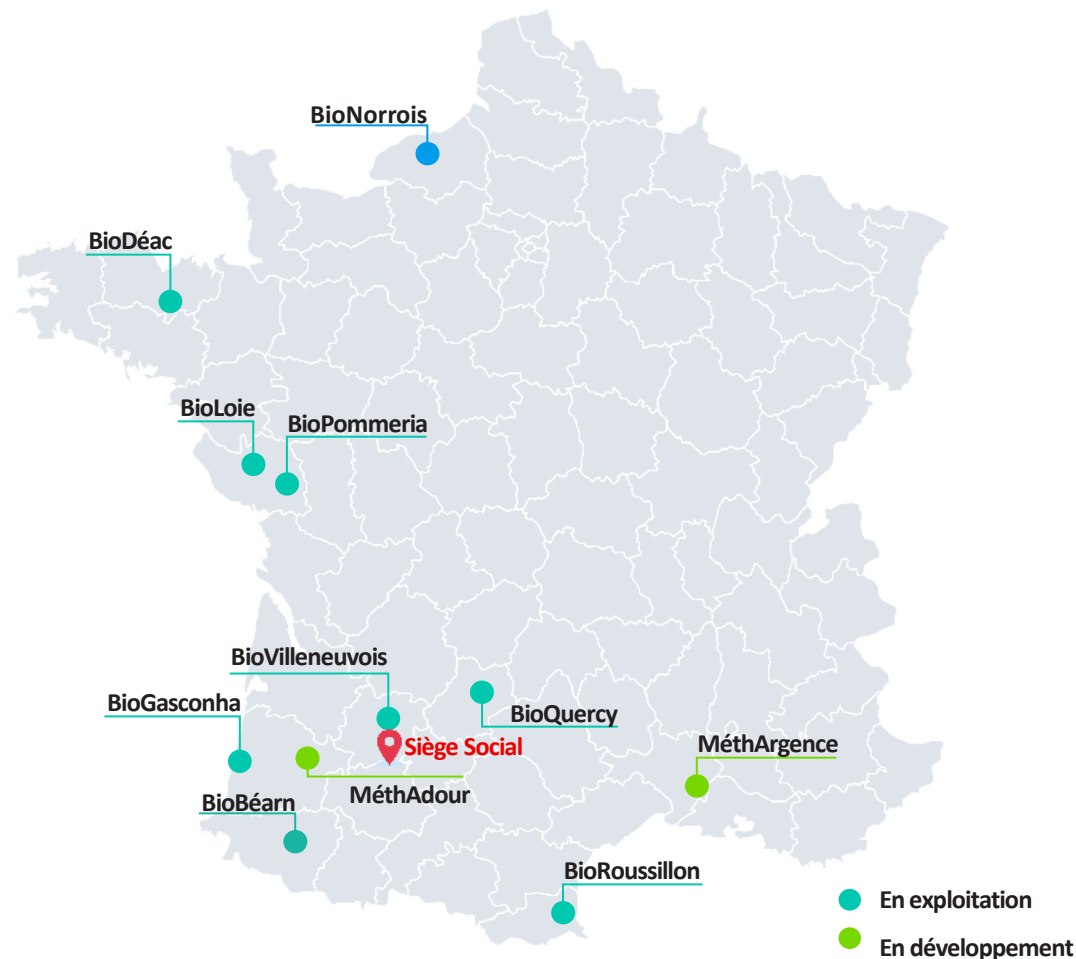 BioNorrois
BioDéac
BioLoie
BioPommeria
BioVilleneuvois
BioGasconha
BioQuercy
Siège Social
MéthArgence
MéthAdour
BioBéarn
BioRoussillon
En exploitation
En développement